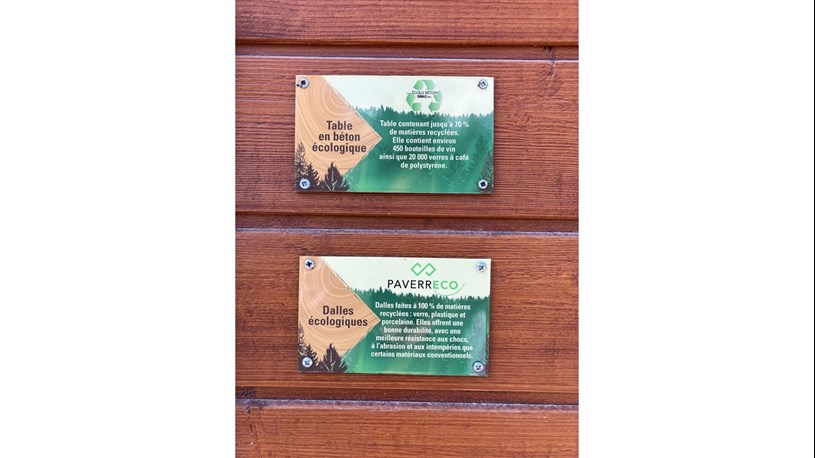 ÉCOLO BÉTONS
Table
en béton
écologique
Table contenant jusqu'à 70 %
de matières recyclées.
Elle contient environ
450 bouteilles de vin
ainsi que 20 000 verres à café
de polystyrène.
PAVERRECO
Dalles
écologiques
Dalles faites à 100 % de matières
recyclées : verre, plastique et
porcelaine. Elles offrent une
bonne durabilité, avec une
meilleure résistance aux chocs,
à l'abrasion et aux intempéries que
certains matériaux conventionnels.